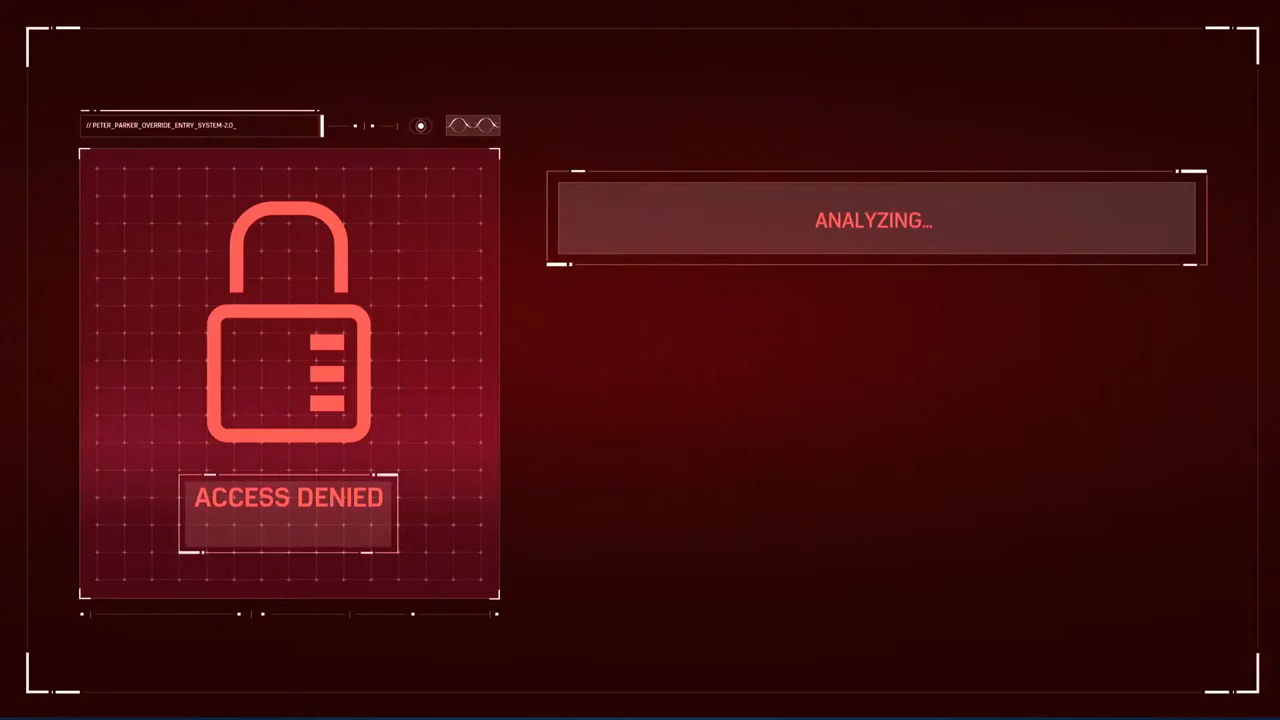 // PETER_PARKER_OVERRIDE_ENTRY_SYSTEM-2.0_
ANALYZING...
ACCESS DENIED